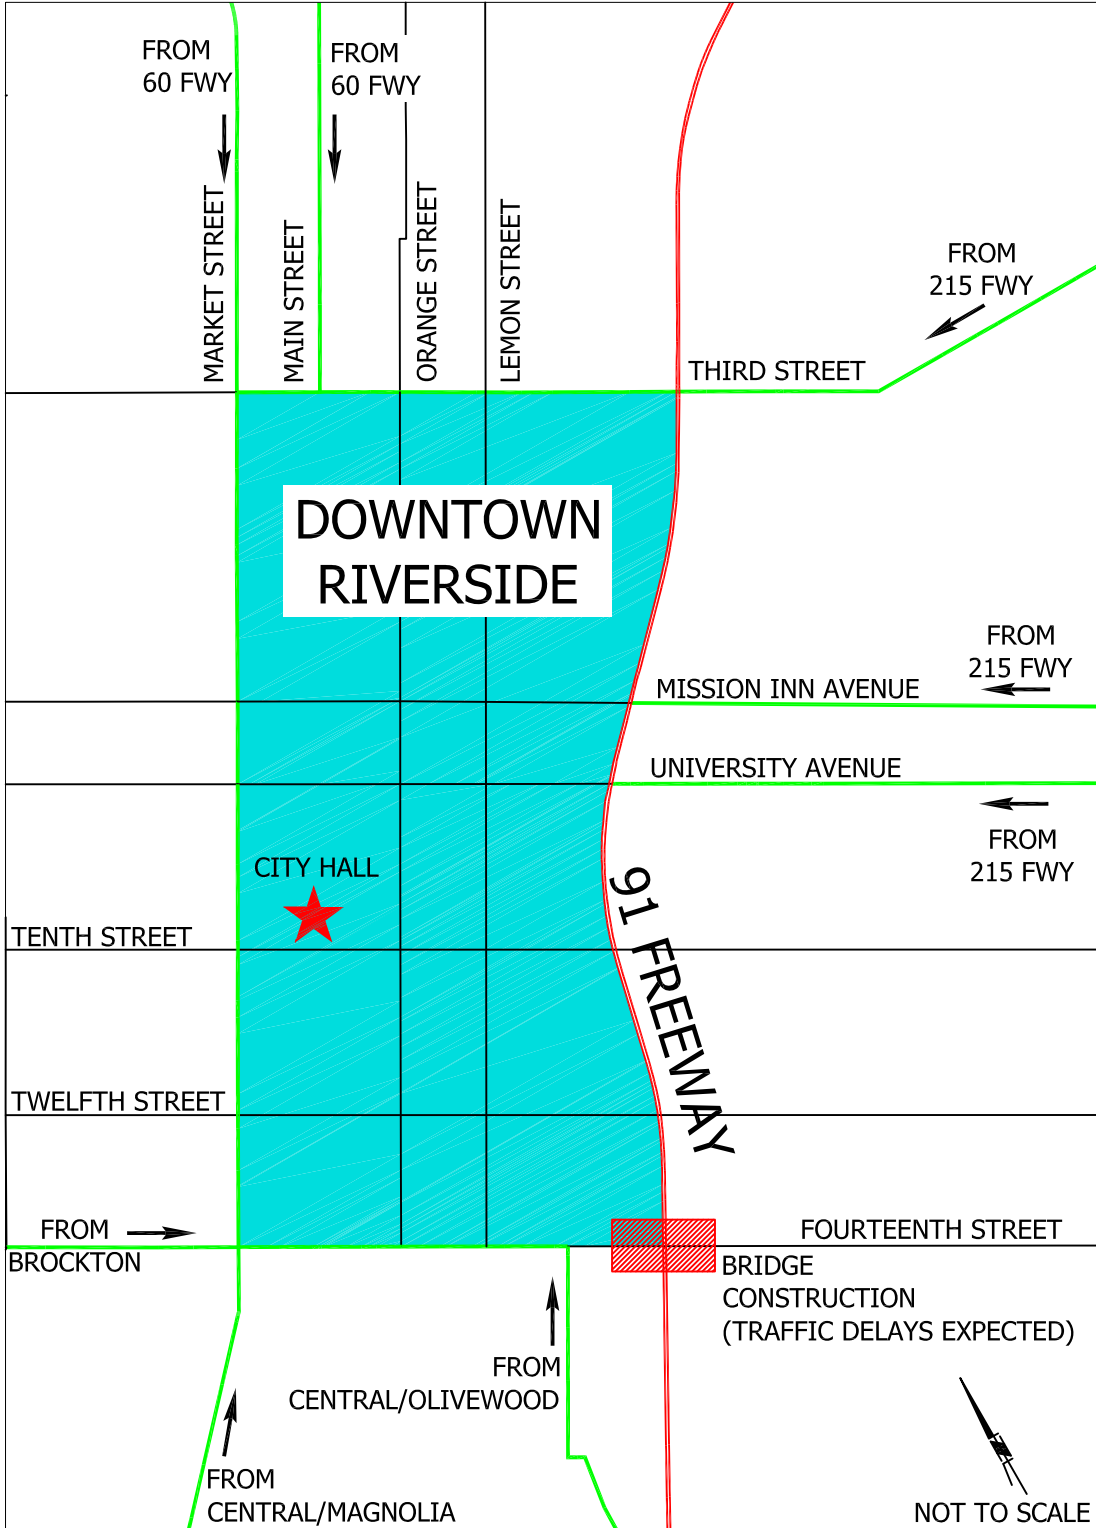 FROM
60 FWY
FROM
60 FWY
MARKET STREET
MAIN STREET
ORANGE STREET
LEMON STREET
FROM
215 FWY
THIRD STREET
DOWNTOWN
RIVERSIDE
FROM
215 FWY
MISSION INN AVENUE
UNIVERSITY AVENUE
FROM
215 FWY
CITY HALL
91 FREEWAY
TENTH STREET
TWELFTH STREET
FROM
BROCKTON
FOURTEENTH STREET
BRIDGE
CONSTRUCTION
(TRAFFIC DELAYS EXPECTED)
FROM
CENTRAL/OLIVEWOOD
FROM
CENTRAL/MAGNOLIA
N
NOT TO SCALE